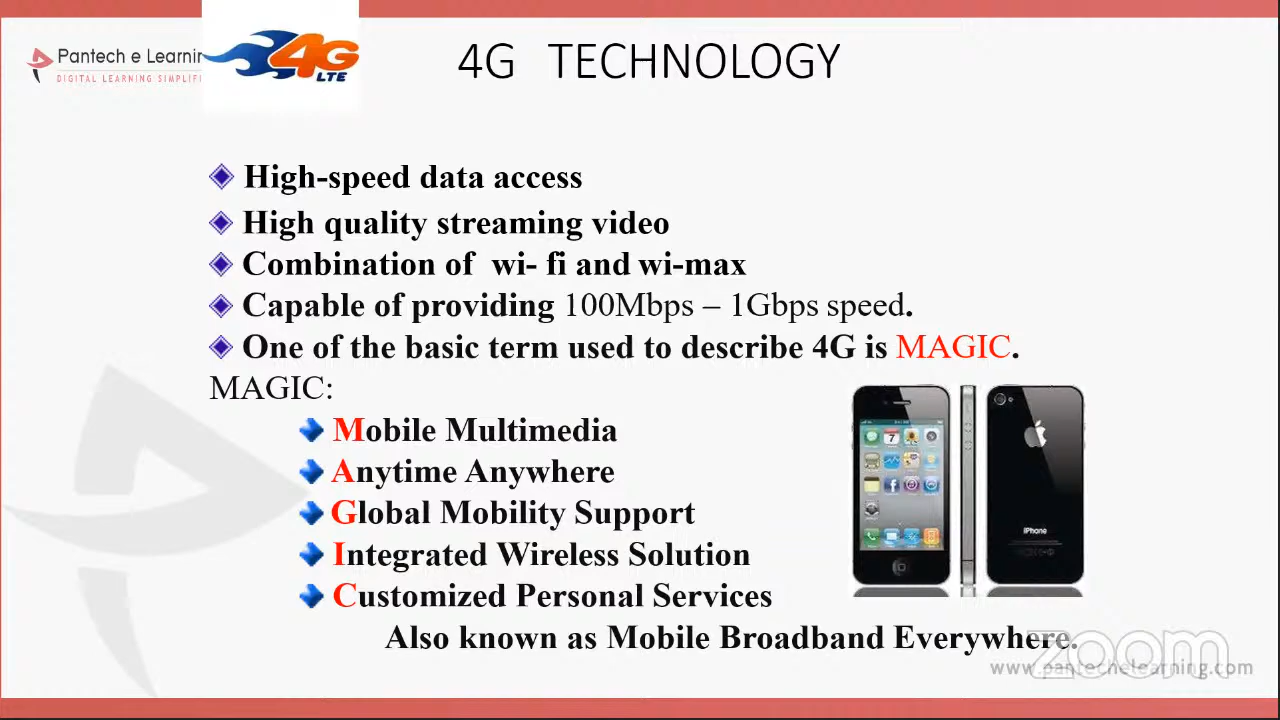 Pantech e Learnin
DIGITAL LEARNING SIMPLIFI
4G
LTE
4G TECHNOLOGY
High-speed data access
High quality streaming video
Combination of wi- fi and wi-max
Capable of providing 100Mbps – 1Gbps speed.
One of the basic term used to describe 4G is MAGIC.
MAGIC:
Mobile Multimedia
Anytime Anywhere
Global Mobility Support
Integrated Wireless Solution
Customized Personal Services
iPhone
Also known as Mobile Broadband Everywhere.
zoom
www.pantechelearning.com